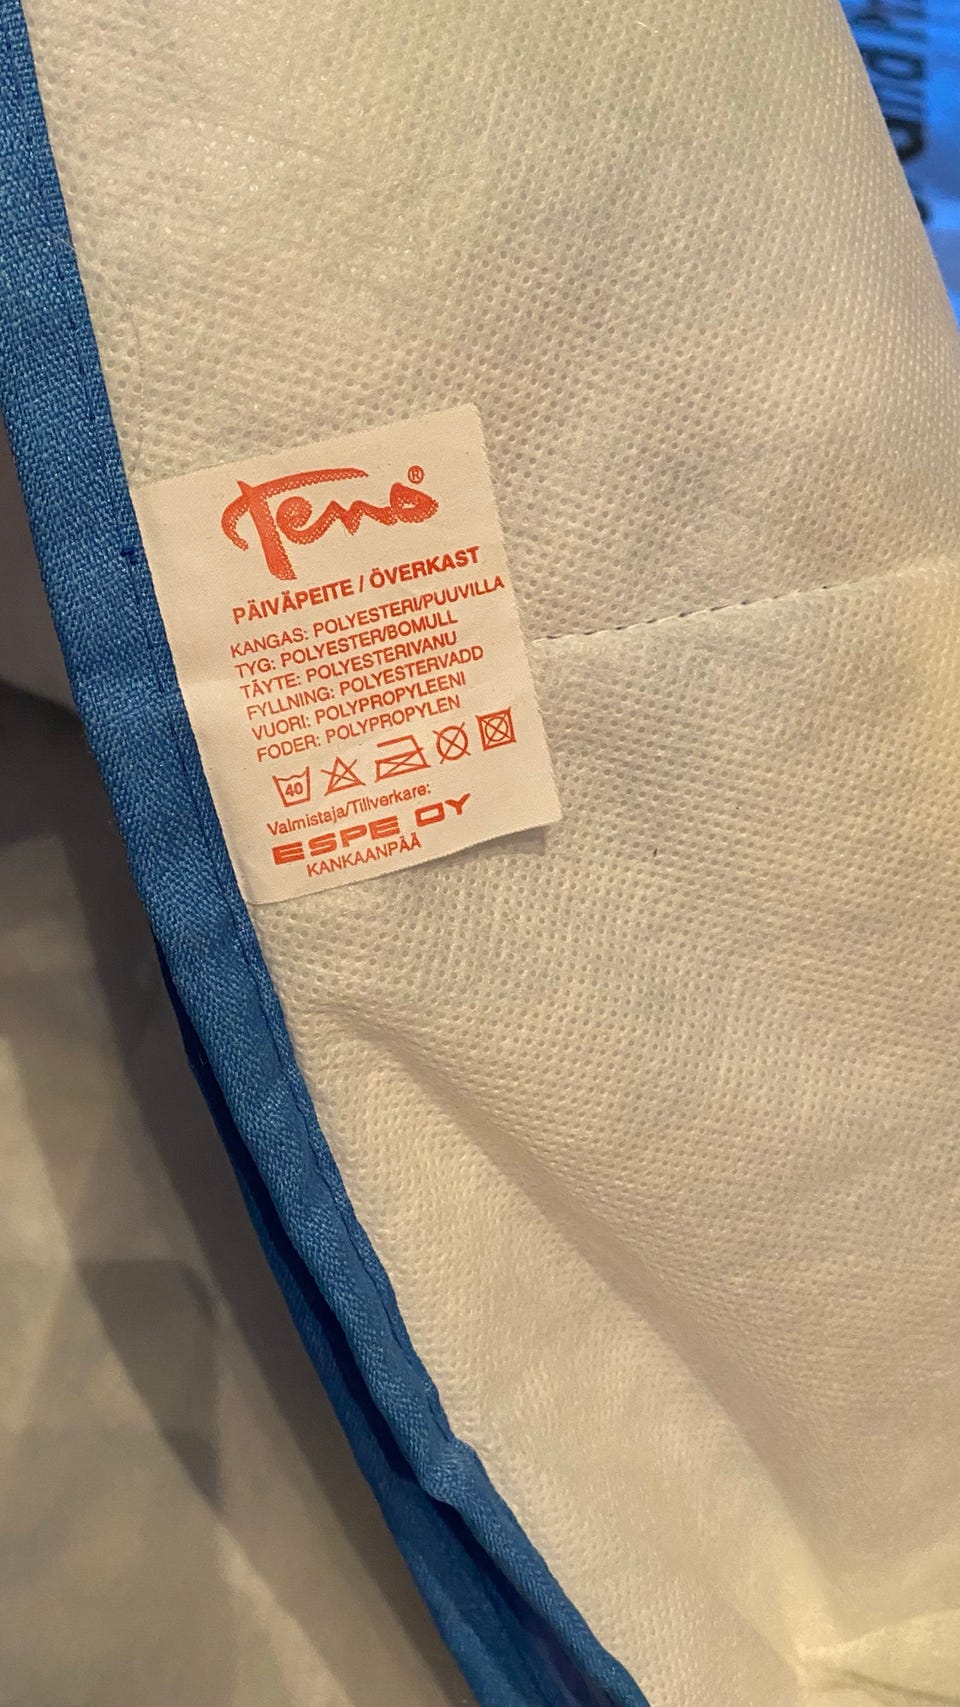 Teno®
PÄIVÄPEITE / ÖVERKAST
KANGAS: POLYESTERI/PUUVILLA
TYG: POLYESTER/BOMULL
TÄYTE: POLYESTERIVANU
FYLLNING: POLYESTERVADD
VUORI: POLYPROPYLEENI
FODER: POLYPROPYLEN
40
Valmistaja/Tillverkare:
ESPE OY
KANKAANPÄÄ